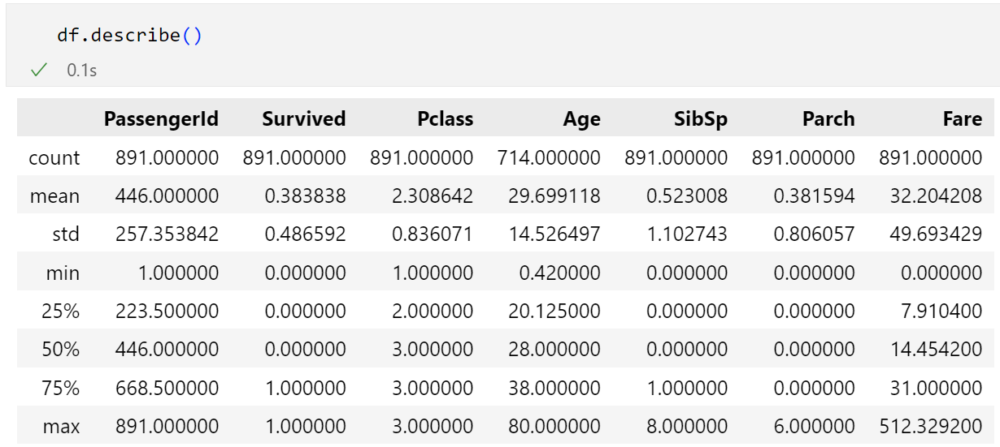 df.describe()
0.1s
PassengerId Survived Pclass Age SibSp Parch Fare
count 891.000000 891.000000 891.000000 714.000000 891.000000 891.000000 891.000000
mean 446.000000 0.383838 2.308642 29.699118 0.523008 0.381594 32.204208
std 257.353842 0.486592 0.836071 14.526497 1.102743 0.806057 49.693429
min 1.000000 0.000000 1.000000 0.420000 0.000000 0.000000 0.000000
25% 223.500000 0.000000 2.000000 20.125000 0.000000 0.000000 7.910400
50% 446.000000 0.000000 3.000000 28.000000 0.000000 0.000000 14.454200
75% 668.500000 1.000000 3.000000 38.000000 1.000000 0.000000 31.000000
max 891.000000 1.000000 3.000000 80.000000 8.000000 6.000000 512.329200